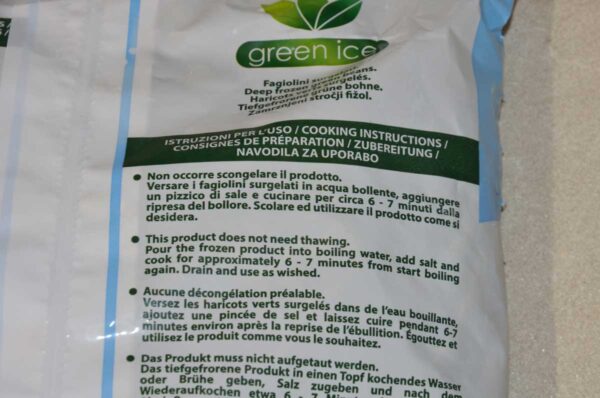 green ice
Fagiolini surgelati.
Deep frozen green beans.
Haricots verts surgelés.
Tiefgefrorene grüne bohne.
Zamrznjeni stročji fižol.
ISTRUZIONI PER L'USO / COOKING INSTRUCTIONS /
CONSIGNES DE PRÉPARATION / ZUBEREITUNG /
NAVODILA ZA UPORABO
• Non occorre scongelare il prodotto.
Versare i fagiolini surgelati in acqua bollente, aggiungere
un pizzico di sale e cucinare per circa 6 - 7 minuti dalla
ripresa del bollore. Scolare ed utilizzare il prodotto come si
desidera.
• This product does not need thawing.
Pour the frozen product into boiling water, add salt and
cook for approximately 6 - 7 minutes from start boiling
again. Drain and use as wished.
• Aucune décongélation préalable.
Versez les haricots verts surgelés dans de l'eau bouillante,
ajoutez une pincée de sel et laissez cuire pendant 6-7
minutes environ après la reprise de l'ébullition. Égouttez et
utilisez le produit comme vous le souhaitez.
• Das Produkt muss nicht aufgetaut werden.
Das tiefgefrorene Produkt in einen Topf kochendes Wasser
oder Brühe geben, Salz zugeben und nach dem
Wiederaufkochen etwa 6 - 7